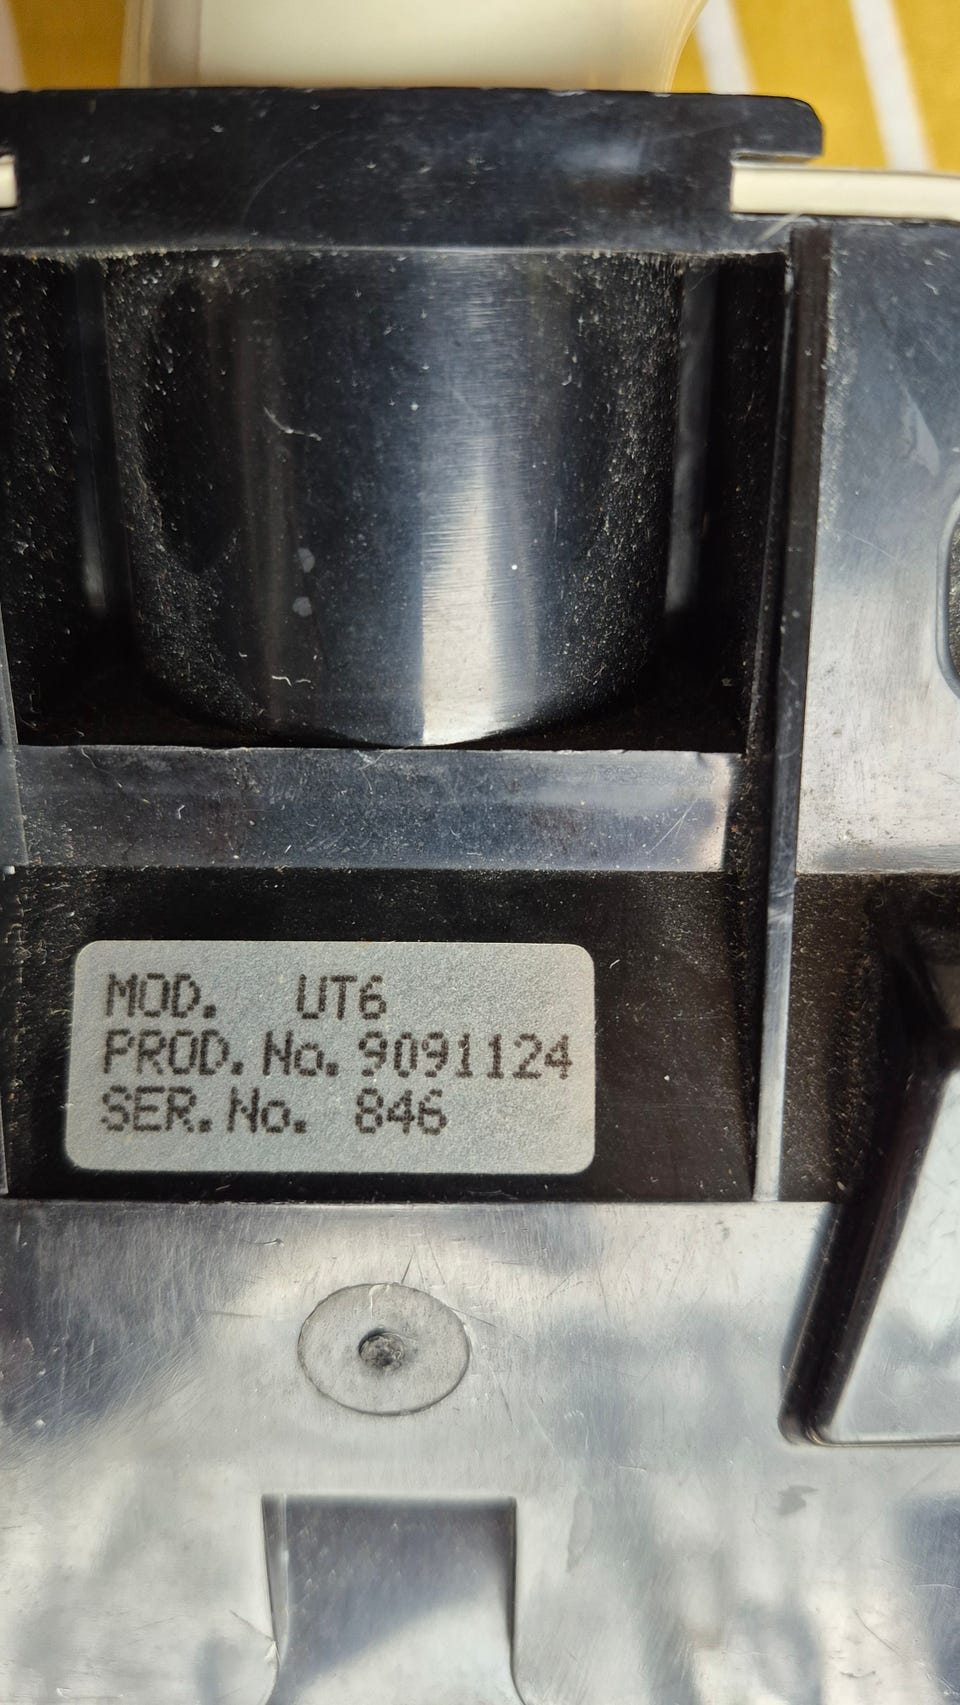 MOD. UT6
PROD. No. 9091124
SER. No. 846